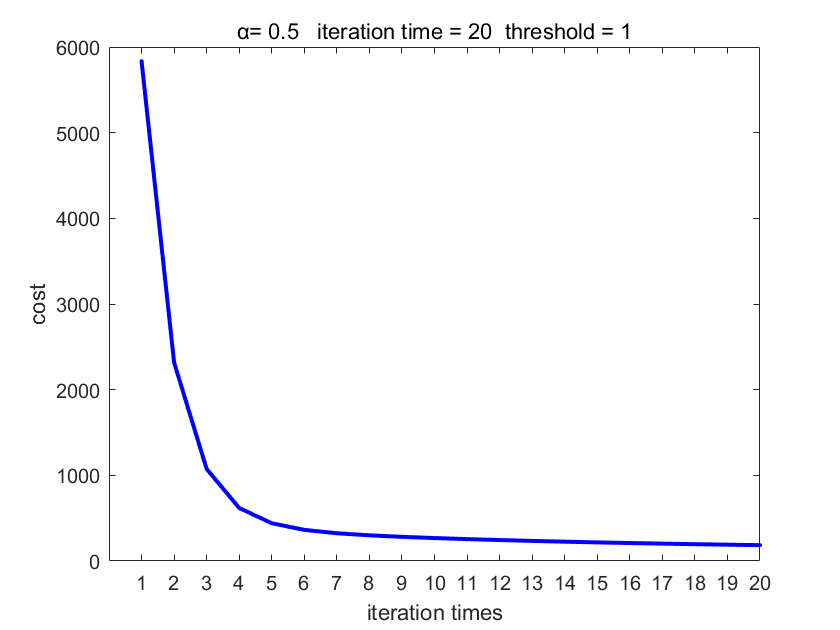 α= 0.5   iteration time = 20  threshold = 1
6000
5000
4000
3000
2000
1000
0
cost
1 2 3 4 5 6 7 8 9 10 11 12 13 14 15 16 17 18 19 20
iteration times